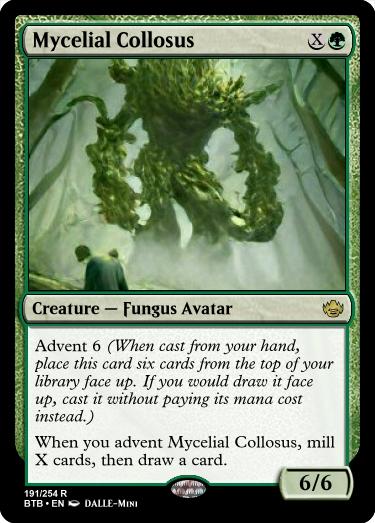 Mycelial Collosus X
Creature — Fungus Avatar
Advent 6 (When cast from your hand,
place this card six cards from the top of your
library face up. If you would draw it face
up, cast it without paying its mana cost
instead.)
When you advent Mycelial Collosus, mill
X cards, then draw a card.
6/6
191/254 R
BTB • EN DALLE-Mini